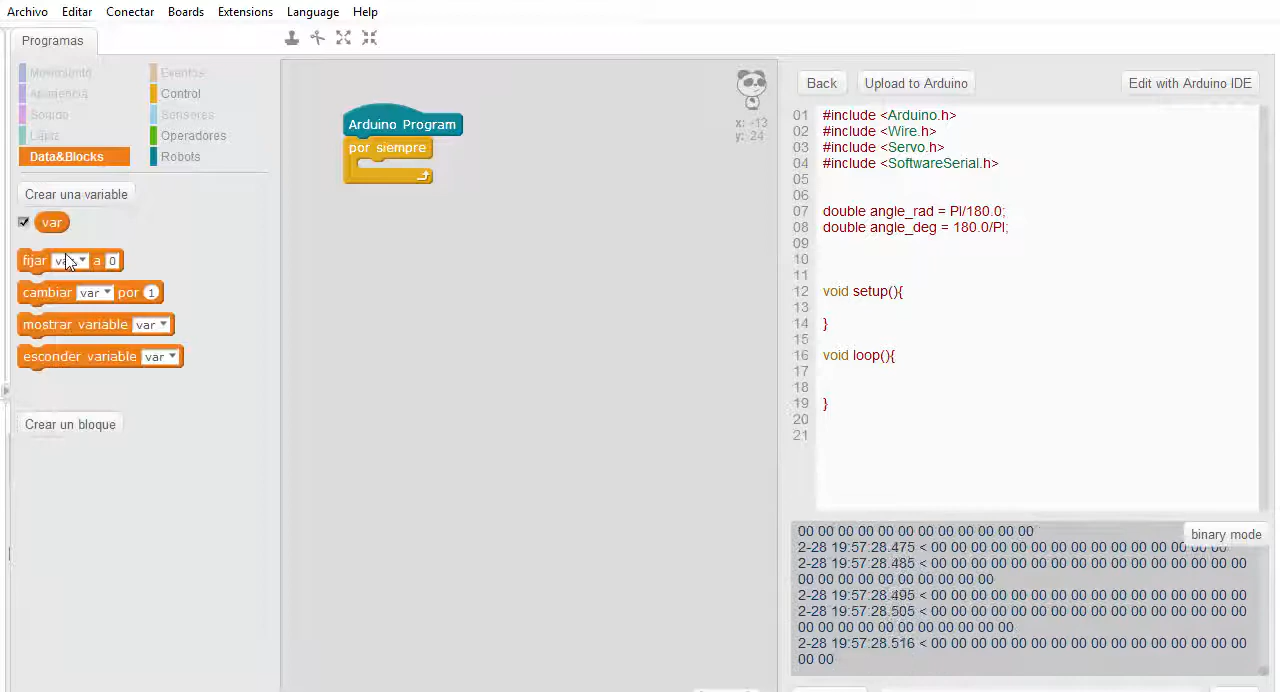 Archivo Editar Conectar Boards Extensions Language Help
Programas
Movimiento Eventos
Apariencia Control
Sonido Sensores
Lápiz Operadores
Data&Blocks Robots
Crear una variable
var
fijar a 0
cambiar var por 1
mostrar variable var
esconder variable var
Crear un bloque
x: -13
y: 24
Arduino Program
por siempre
Back Upload to Arduino Edit with Arduino IDE
01 #include <Arduino.h>
02 #include <Wire.h>
03 #include <Servo.h>
04 #include <SoftwareSerial.h>
05
06
07 double angle_rad = PI/180.0;
08 double angle_deg = 180.0/PI;
09
10
11
12 void setup(){
13
14 }
15
16 void loop(){
17
18
19 }
20
21
binary mode
00 00 00 00 00 00 00 00 00 00 00 00
2-28 19:57:28.475 < 00 00 00 00 00 00 00 00 00 00 00 00 00 00 00
2-28 19:57:28.485 < 00 00 00 00 00 00 00 00 00 00 00 00 00 00 00 00
00 00 00 00 00 00 00 00 00 00
2-28 19:57:28.495 < 00 00 00 00 00 00 00 00 00 00 00 00 00 00 00 00
2-28 19:57:28.505 < 00 00 00 00 00 00 00 00 00 00 00 00 00 00 00 00
00 00 00 00 00 00 00 00 00 00 00
2-28 19:57:28.516 < 00 00 00 00 00 00 00 00 00 00 00 00 00 00 00 00
00 00